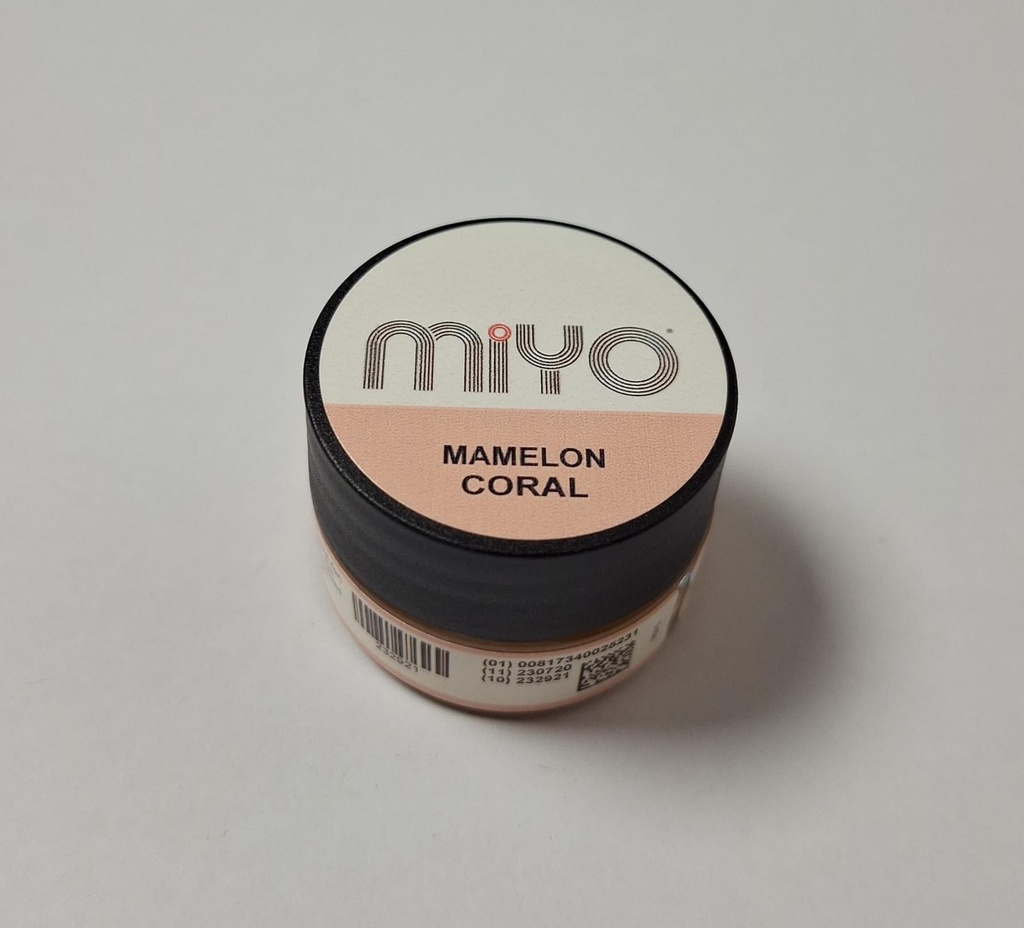 miYO
MAMELON
CORAL
232921
(01) 00817340025231
(11) 230720
(10) 232921